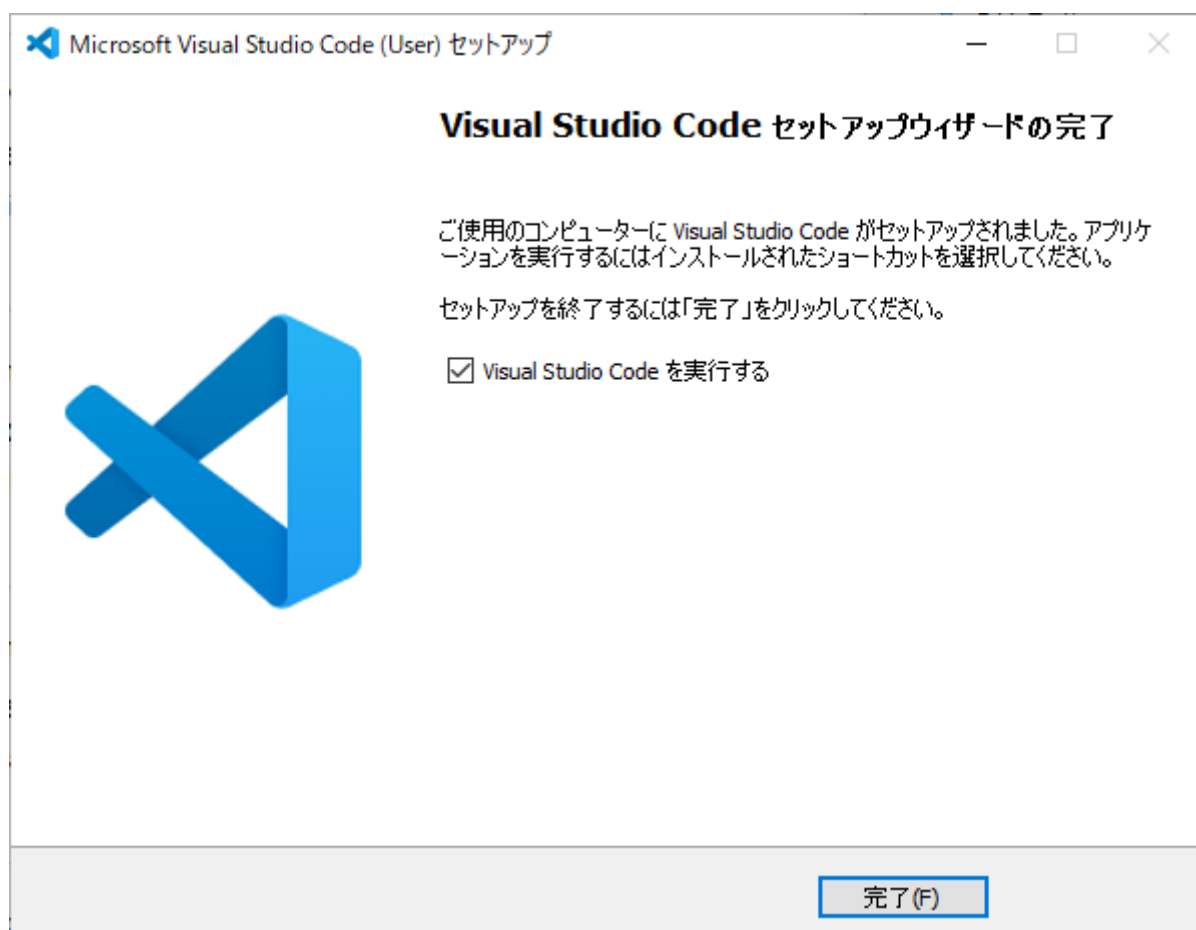 Microsoft Visual Studio Code (User) セットアップ
Visual Studio Code セットアップウィザードの完了
ご使用のコンピューターに Visual Studio Code がセットアップされました。アプリケ
ーションを実行するにはインストールされたショートカットを選択してください。
セットアップを終了するには「完了」をクリックしてください。
Visual Studio Code を実行する
完了(F)